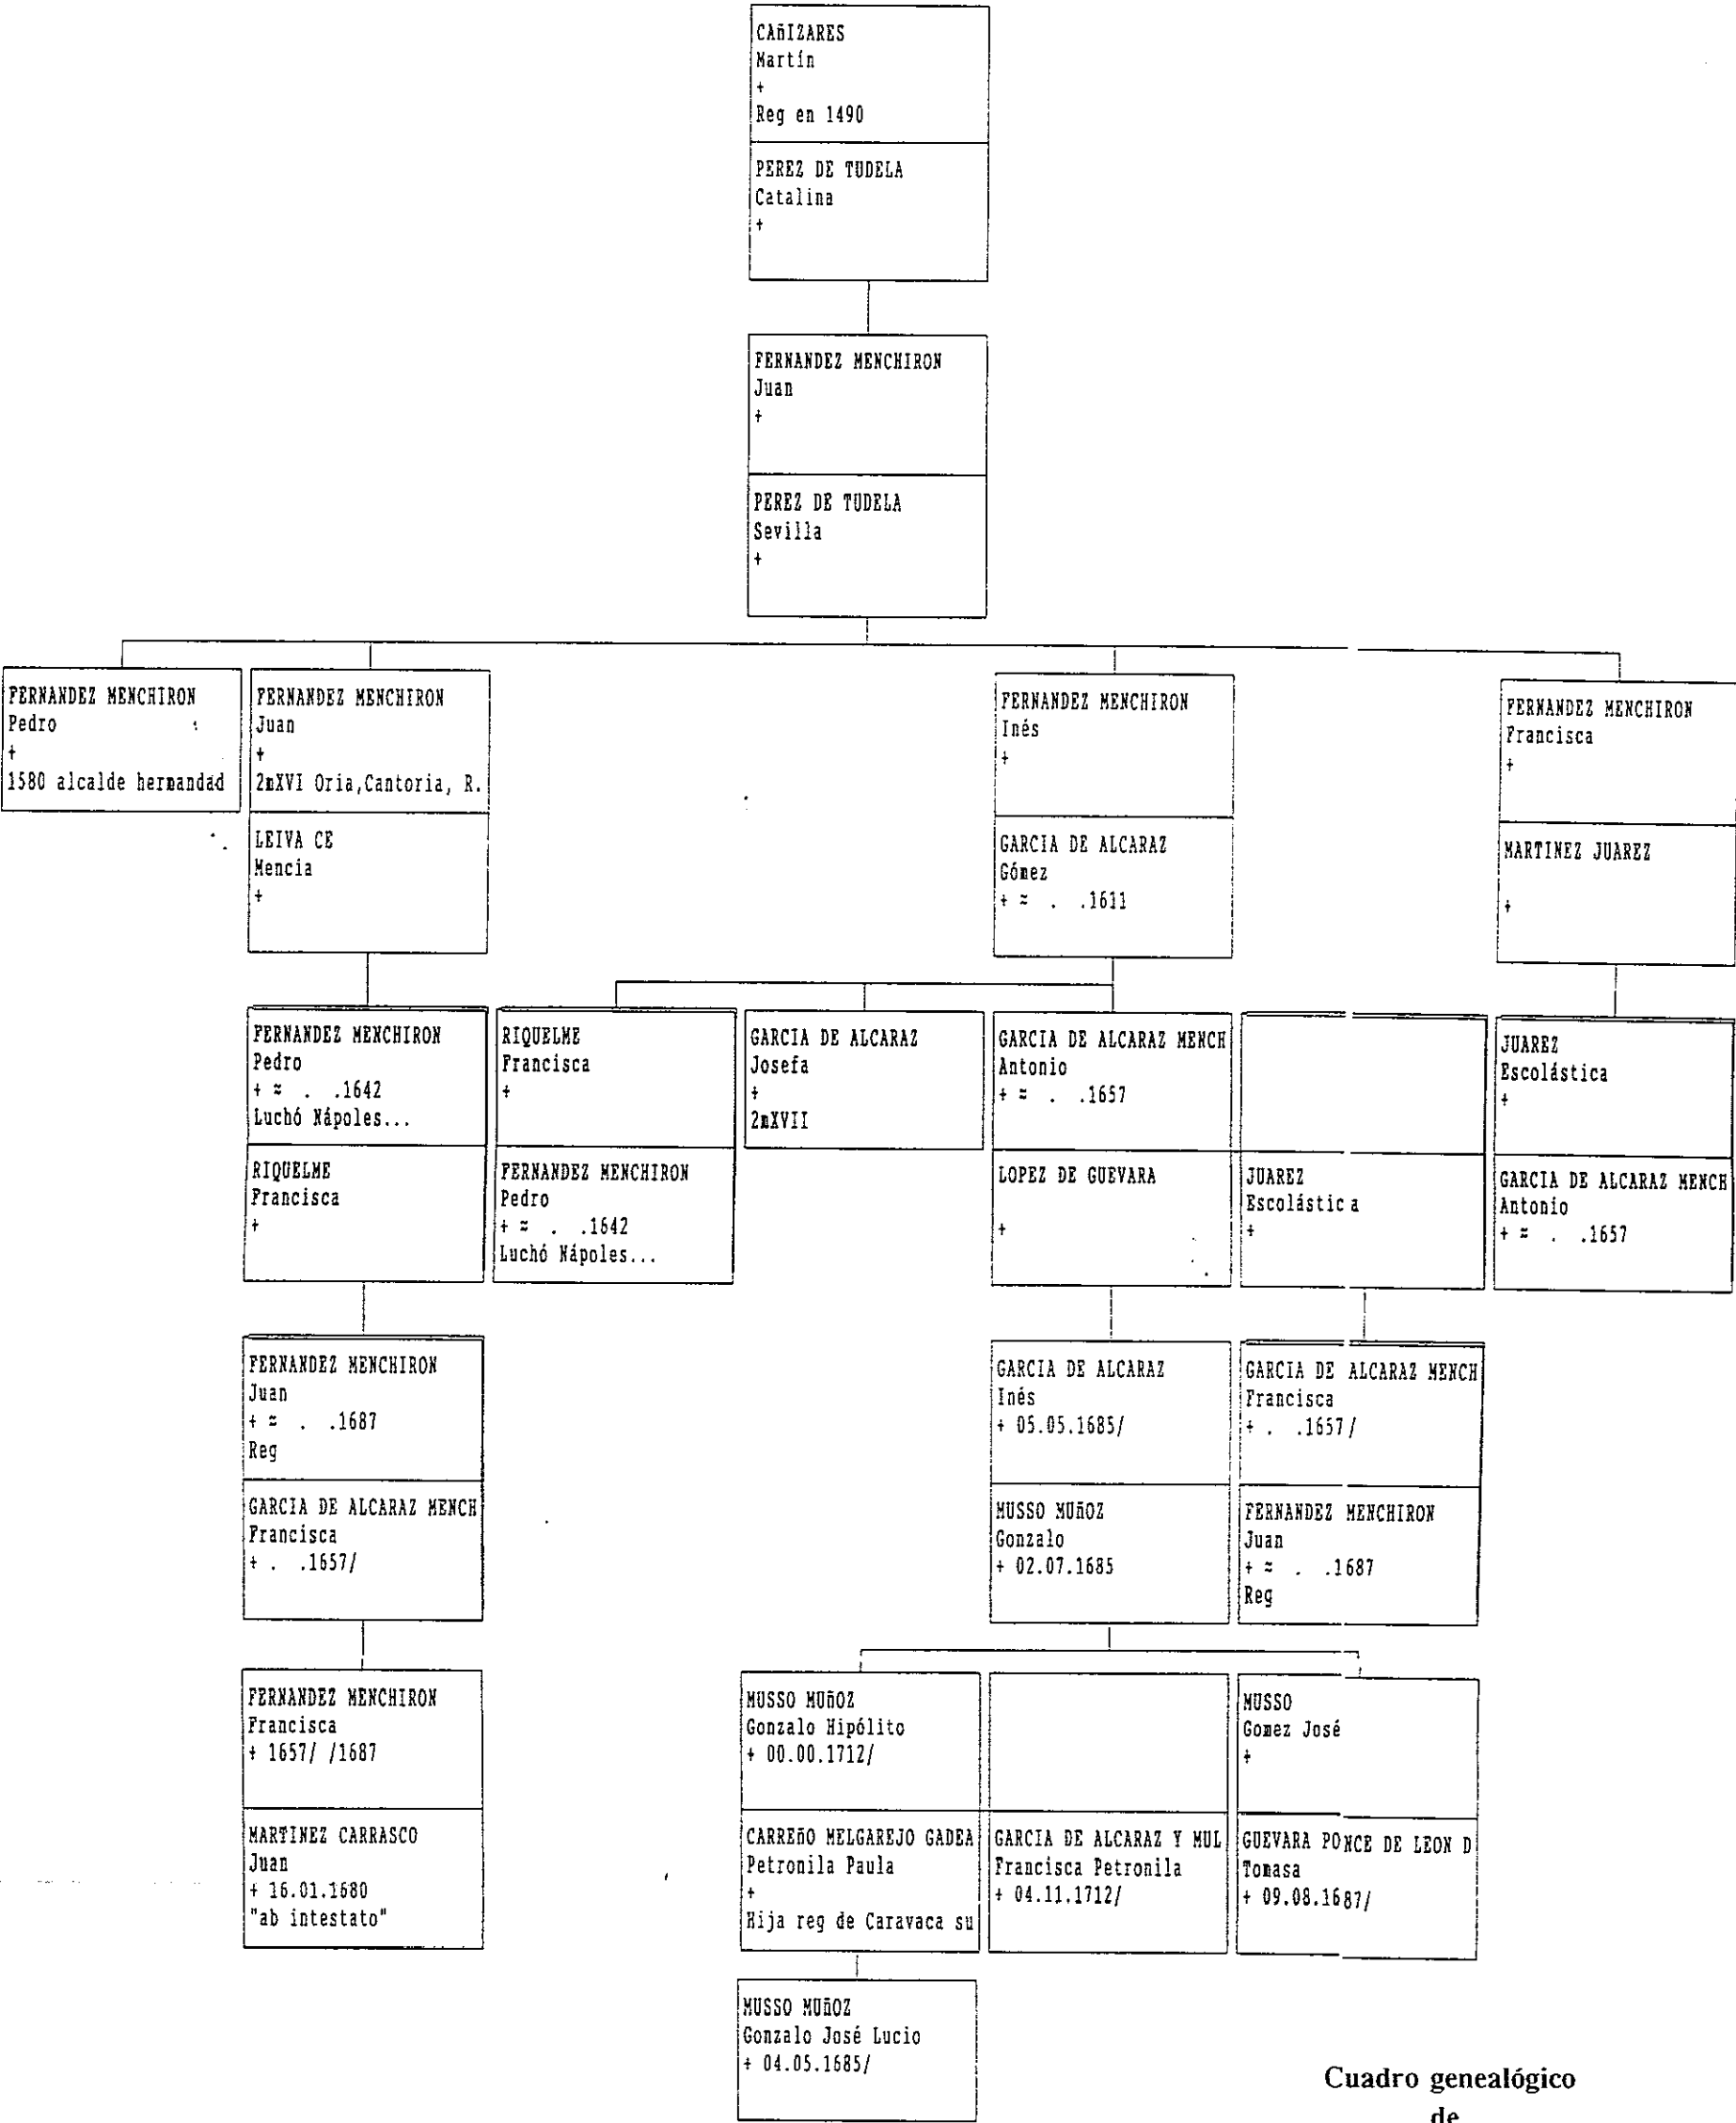 CAñIZARES
Martín
+
Reg en 1490
PEREZ DE TUDELA
Catalina
+
FERNANDEZ MENCHIRON
Juan
+
PEREZ DE TUDELA
Sevilla
+
FERNANDEZ MENCHIRON
Pedro
+
1580 alcalde hermandad
FERNANDEZ MENCHIRON
Juan
+
2mXVI Oria,Cantoria, R.
LEIVA CE
Mencia
+
FERNANDEZ MENCHIRON
Inés
+
GARCIA DE ALCARAZ
Gómez
+ ≈ . .1611
FERNANDEZ MENCHIRON
Francisca
+
MARTINEZ JUAREZ
+
FERNANDEZ MENCHIRON
Pedro
+ ≈ . .1642
Luchó Nápoles...
RIQUELME
Francisca
+
RIQUELME
Francisca
+
FERNANDEZ MENCHIRON
Pedro
+ ≈ . .1642
Luchó Nápoles...
GARCIA DE ALCARAZ
Josefa
+
2mXVII
GARCIA DE ALCARAZ MENCH
Antonio
+ ≈ . .1657
LOPEZ DE GUEVARA
+
JUAREZ
Escolástica
+
JUAREZ
Escolástica
+
GARCIA DE ALCARAZ MENCH
Antonio
+ ≈ . .1657
FERNANDEZ MENCHIRON
Juan
+ ≈ . .1687
Reg
GARCIA DE ALCARAZ MENCH
Francisca
+ . .1657/
GARCIA DE ALCARAZ
Inés
+ 05.05.1685/
MUSSO MUñOZ
Gonzalo
+ 02.07.1685
GARCIA DE ALCARAZ MENCH
Francisca
+ . .1657/
FERNANDEZ MENCHIRON
Juan
+ ≈ . .1687
Reg
FERNANDEZ MENCHIRON
Francisca
+ 1657/ /1687
MARTINEZ CARRASCO
Juan
+ 16.01.1680
"ab intestato"
MUSSO MUñOZ
Gonzalo Hipólito
+ 00.00.1712/
CARREñO MELGAREJO GADEA
Petronila Paula
+
Hija reg de Caravaca su
GARCIA DE ALCARAZ Y MUL
Francisca Petronila
+ 04.11.1712/
MUSSO
Gomez José
+
GUEVARA PONCE DE LEON D
Tomasa
+ 09.08.1687/
MUSSO MUñOZ
Gonzalo José Lucio
+ 04.05.1685/
Cuadro genealógico
de